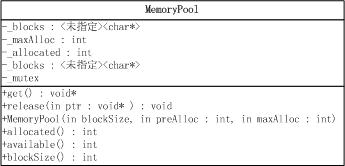 MemoryPool
-_blocks : <未指定><char*>
-_maxAlloc : int
-_allocated : int
-_blocks : <未指定><char*>
-_mutex
+get() : void*
+release(in ptr : void* ) : void
+MemoryPool(in blockSize, in preAlloc : int, in maxAlloc : int)
+allocated() : int
+available() : int
+blockSize() : int